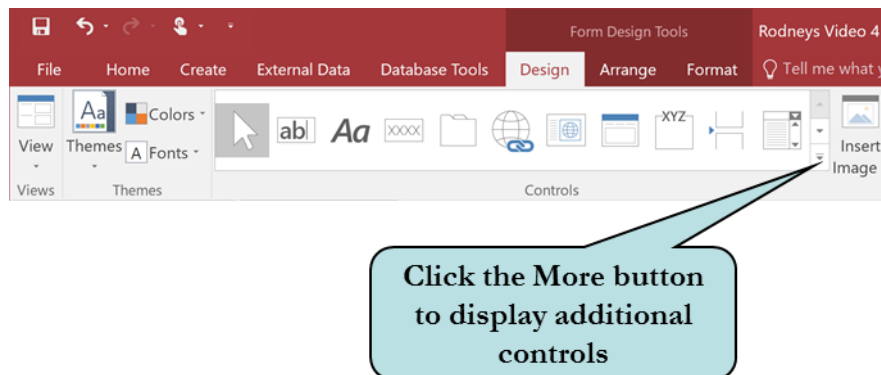 Form Design Tools Rodneys Video 4
File Home Create External Data Database Tools Design Arrange Format Tell me what y
Aa Colors ab Aa XXXX XYZ
View Themes A Fonts Insert
Image
Views Themes Controls
Click the More button
to display additional
controls